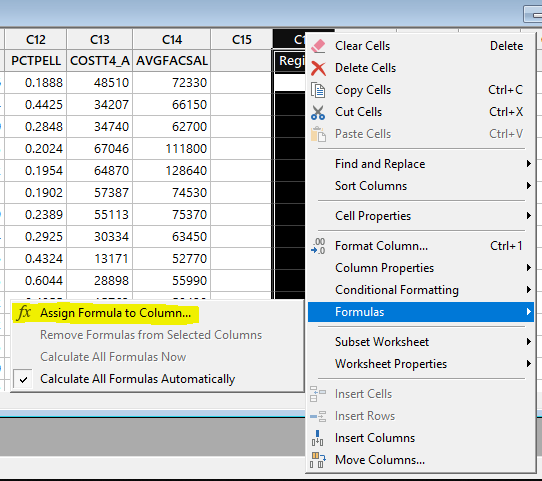 C12 C13 C14 C15 C1
PCTPELL COSTT4_A AVGFACSAL Regi
0.1888 48510 72330
0.4425 34207 66150
0.2848 34740 62700
0.2024 67046 111800
0.1954 64870 128640
0.1902 57387 74530
0.2389 55113 75370
0.2925 30334 63450
0.4324 13171 52770
0.6044 28898 55990
Clear Cells Delete
Delete Cells
Copy Cells Ctrl+C
Cut Cells Ctrl+X
Paste Cells Ctrl+V
Find and Replace
Sort Columns
Cell Properties
Format Column... Ctrl+1
Column Properties
Conditional Formatting
Formulas
Subset Worksheet
Worksheet Properties
Insert Cells
Insert Rows
Insert Columns
Move Columns...
fx Assign Formula to Column...
Remove Formulas from Selected Columns
Calculate All Formulas Now
Calculate All Formulas Automatically